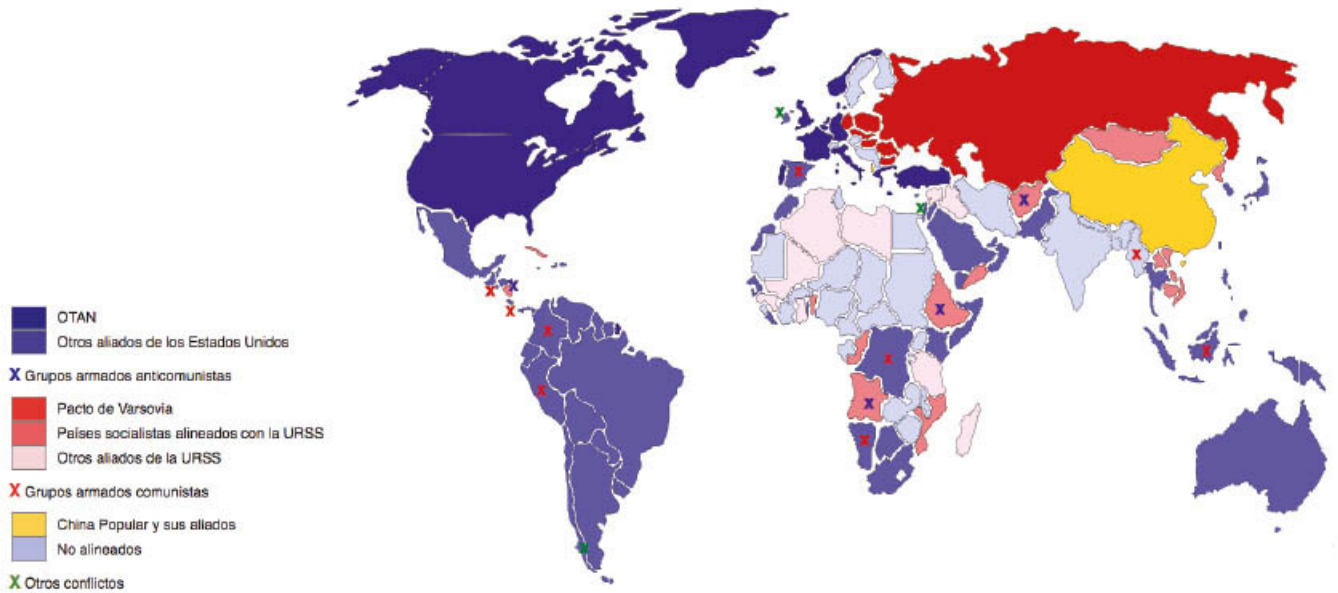 OTAN
Otros aliados de los Estados Unidos
X Grupos armados anticomunistas
Pacto de Varsovia
Países socialistas alineados con la URSS
Otros aliados de la URSS
X Grupos armados comunistas
China Popular y sus aliados
No alineados
X Otros conflictos